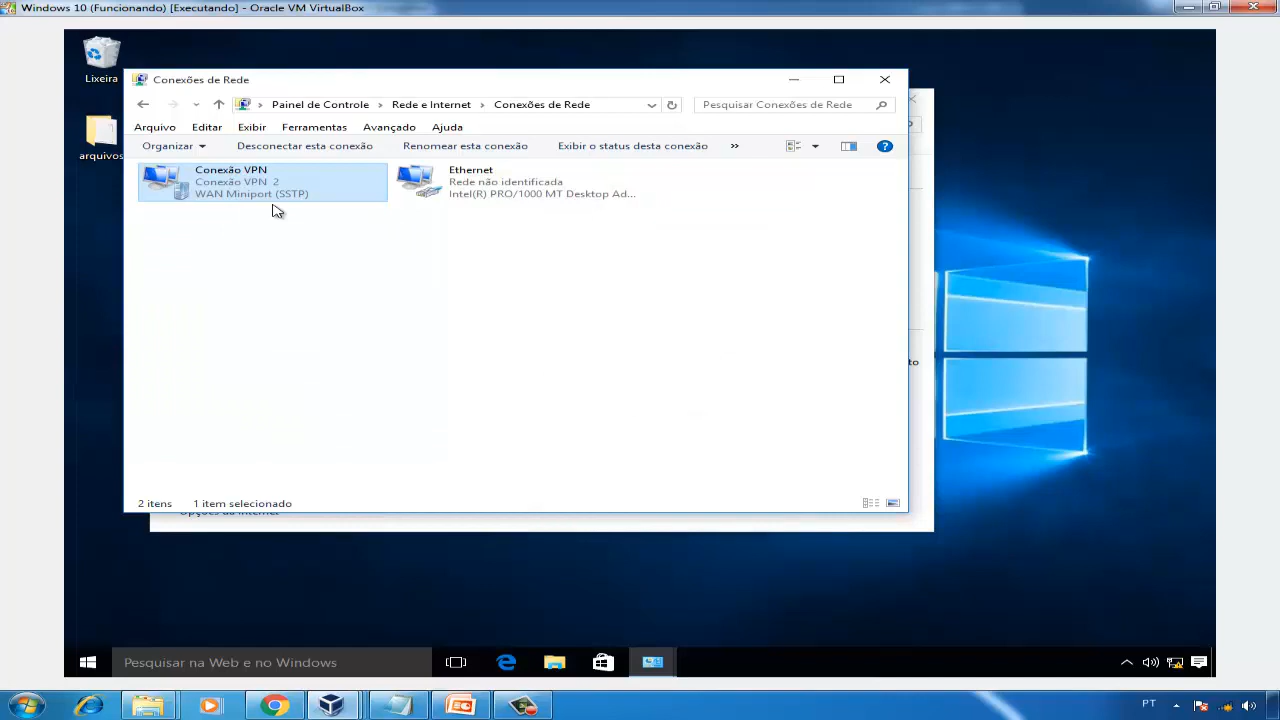 Windows 10 (Funcionando) [Executando] - Oracle VM VirtualBox
Lixeira
arquivos
Conexões de Rede
Painel de Controle > Rede e Internet > Conexões de Rede
Pesquisar Conexões de Rede
Arquivo Editar Exibir Ferramentas Avançado Ajuda
Organizar Desconectar esta conexão Renomear esta conexão Exibir o status desta conexão »
Conexão VPN
Conexão VPN 2
WAN Miniport (SSTP)
Ethernet
Rede não identificada
Intel(R) PRO/1000 MT Desktop Ad...
2 itens 1 item selecionado
Pesquisar na Web e no Windows
PT